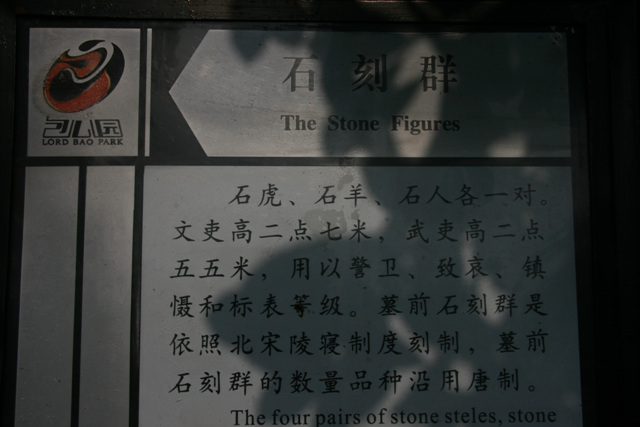 包公园
LORD BAO PARK
石刻群
The Stone Figures
石虎、石羊、石人各一对。
文吏高二点七米，武吏高二点
五五米，用以警卫、致哀、镇
慑和标表等级。墓前石刻群是
依照北宋陵寝制度刻制，墓前
石刻群的数量品种沿用唐制。
The four pairs of stone steles, stone